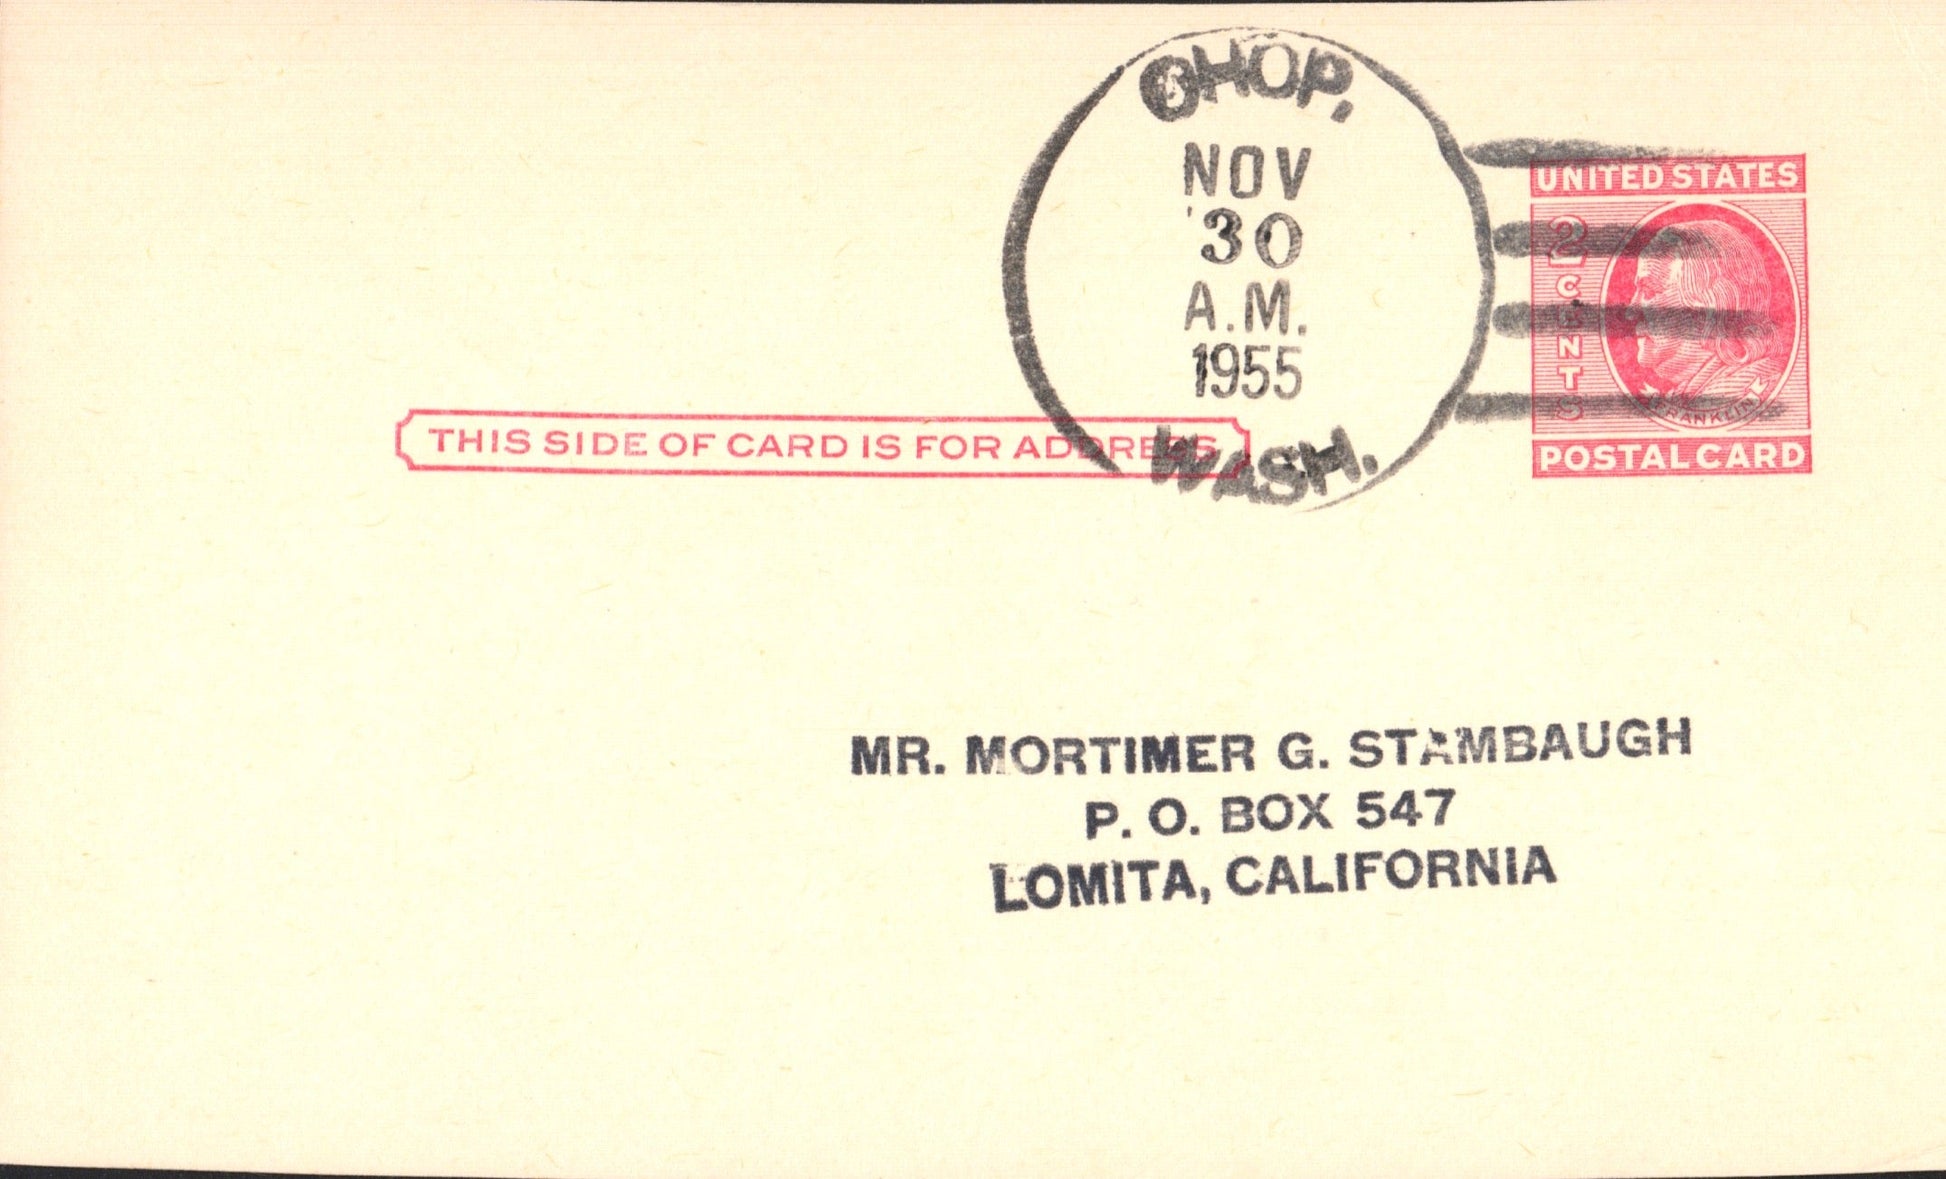 OHOP,
NOV
30
A.M.
1955
WASH.
UNITED STATES
2
CENTS
FRANKLIN
POSTAL CARD
THIS SIDE OF CARD IS FOR ADDRESS
MR. MORTIMER G. STAMBAUGH
P. O. BOX 547
LOMITA, CALIFORNIA